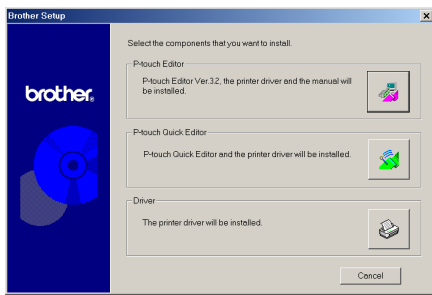 Brother Setup
Select the components that you want to install.
P-touch Editor
P-touch Editor Ver.3.2, the printer driver and the manual will
be installed.
brother.
P-touch Quick Editor
P-touch Quick Editor and the printer driver will be installed.
Driver
The printer driver will be installed.
Cancel